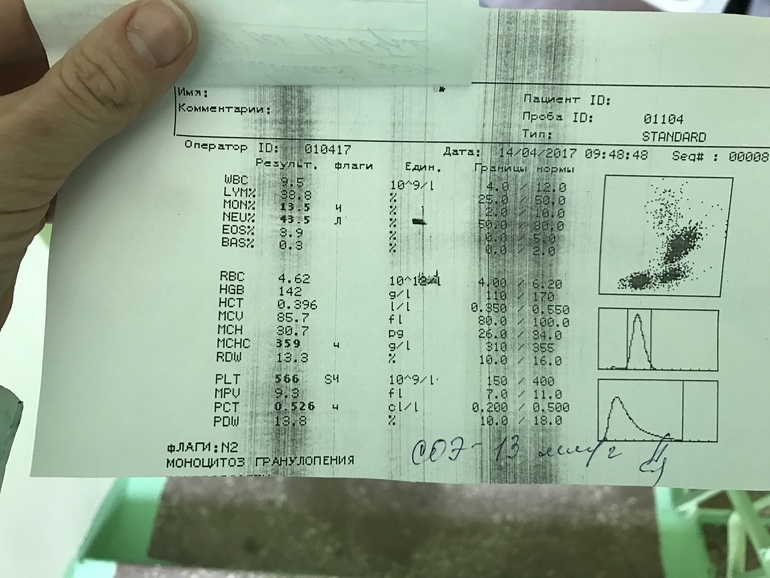 Имя:
Комментарии:
Пациент ID:
Проба ID: 01104
Тип: STANDARD
Оператор ID: 010417 Дата: 14/04/2017 09:48:48 Seq# : 00008
Результ. флаги Един. Границы нормы
WBC 9.5 10^9/l 4.0 / 12.0
LYM% 38.8 % 25.0 / 50.0
MON% 13.5 ч % 2.0 / 10.0
NEU% 43.5 л % 50.0 / 80.0
EOS% 3.9 % 0.0 / 5.0
BAS% 0.3 % 0.0 / 2.0
RBC 4.62 4.00 / 6.20
HGB 142 g/l 110 / 170
HCT 0.396 l/l 0.350 / 0.550
MCV 85.7 fl 80.0 / 100.0
MCH 30.7 pg 26.0 / 34.0
MCHC 359 ч g/l 310 / 355
RDW 13.3 % 10.0 / 16.0
PLT 566 SЧ 10^9/l 150 / 400
MPV 9.3 fl 7.0 / 11.0
PCT 0.526 ч cl/l 0.200 / 0.500
PDW 13.8 % 10.0 / 18.0
фЛАГИ:N2
МОНОЦИТОЗ ГРАНУЛОПЕНИЯ
СОЭ - 13 мм/г